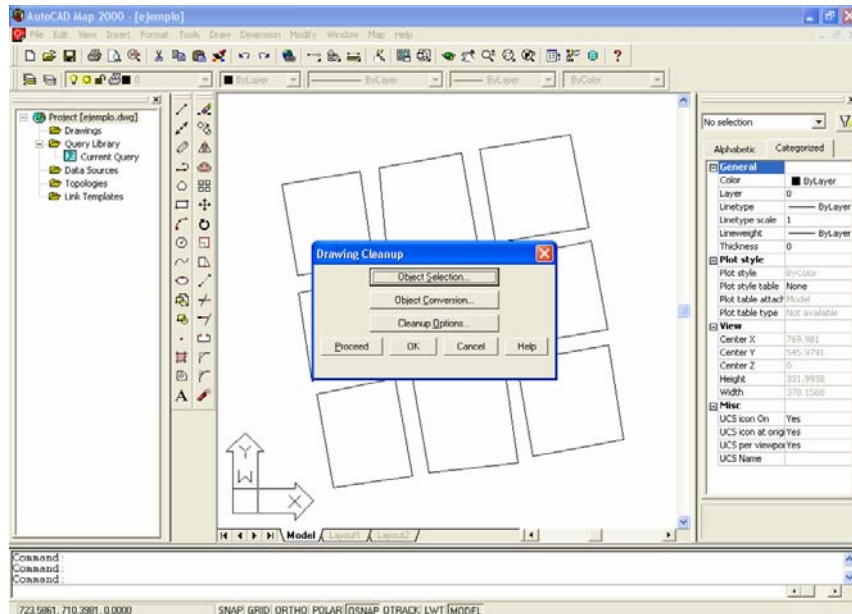 AutoCAD Map 2000 - [ejemplo]
File Edit View Insert Format Tools Draw Dimension Modify Window Map Help
0 ByLayer ByLayer ByLayer ByColor
Project [ejemplo.dwg]
Drawings
Query Library
Current Query
Data Sources
Topologies
Link Templates
A
Drawing Cleanup
Object Selection...
Object Conversion...
Cleanup Options...
Proceed OK Cancel Help
Y
W
X
Model Layout1 Layout2
No selection
Alphabetic Categorized
General
Color ByLayer
Layer 0
Linetype ByLayer
Linetype scale 1
Lineweight ByLayer
Thickness 0
Plot style
Plot style ByColor
Plot style table None
Plot table attach Model
Plot table type Not available
View
Center X 769.981
Center Y 545.9791
Center Z 0
Height 331.9938
Width 378.1568
Misc
UCS icon On Yes
UCS icon at origi Yes
UCS per viewpor Yes
UCS Name
Command:
Command:
Command:
723.5861, 710.3981, 0.0000 SNAP GRID ORTHO POLAR OSNAP OTRACK LWT MODEL